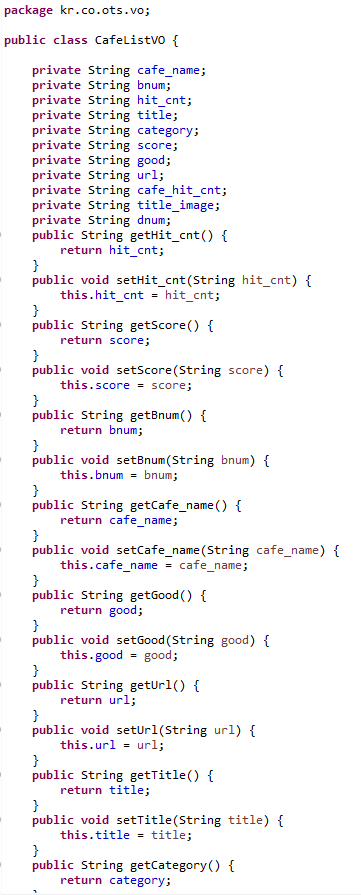 package kr.co.ots.vo;

public class CafeListVO {

    private String cafe_name;
    private String bnum;
    private String hit_cnt;
    private String title;
    private String category;
    private String score;
    private String good;
    private String url;
    private String cafe_hit_cnt;
    private String title_image;
    private String dnum;
    public String getHit_cnt() {
        return hit_cnt;
    }
    public void setHit_cnt(String hit_cnt) {
        this.hit_cnt = hit_cnt;
    }
    public String getScore() {
        return score;
    }
    public void setScore(String score) {
        this.score = score;
    }
    public String getBnum() {
        return bnum;
    }
    public void setBnum(String bnum) {
        this.bnum = bnum;
    }
    public String getCafe_name() {
        return cafe_name;
    }
    public void setCafe_name(String cafe_name) {
        this.cafe_name = cafe_name;
    }
    public String getGood() {
        return good;
    }
    public void setGood(String good) {
        this.good = good;
    }
    public String getUrl() {
        return url;
    }
    public void setUrl(String url) {
        this.url = url;
    }
    public String getTitle() {
        return title;
    }
    public void setTitle(String title) {
        this.title = title;
    }
    public String getCategory() {
        return category;